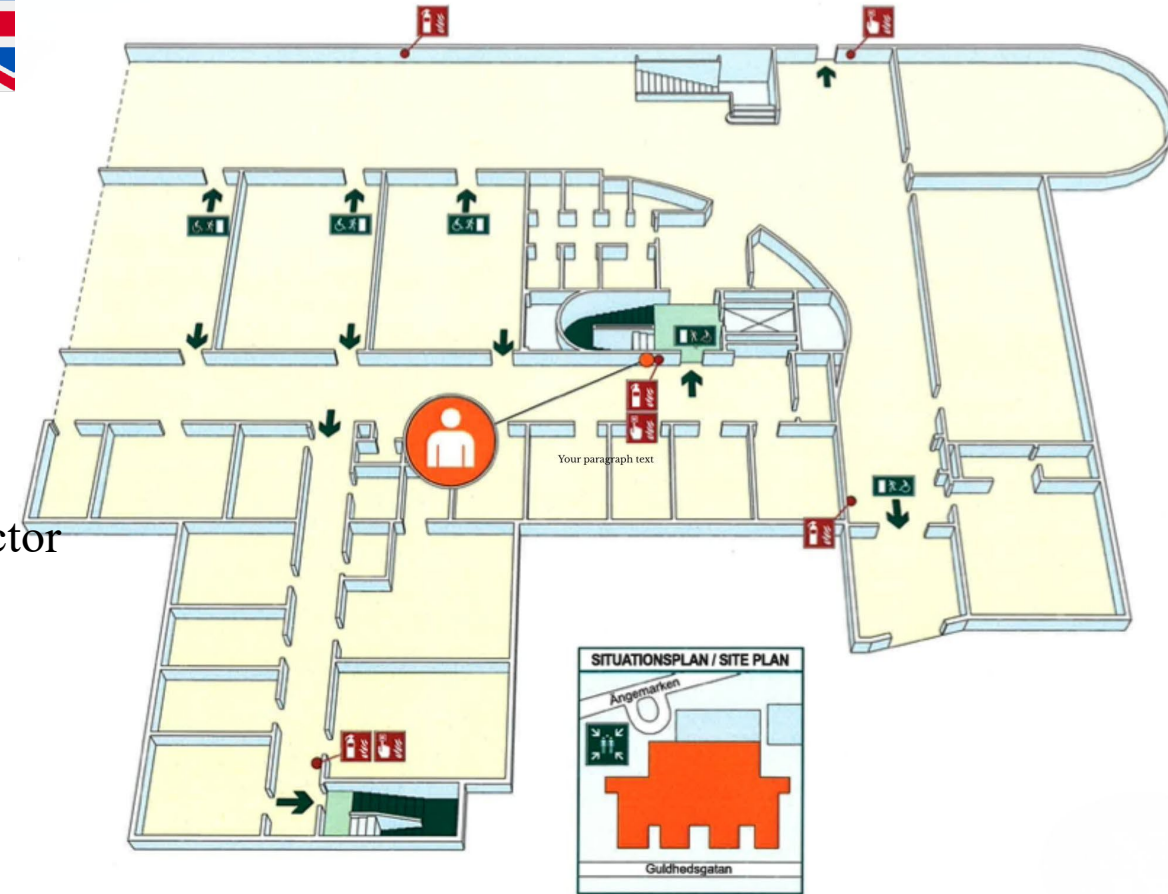 Your paragraph text
ctor
SITUATIONSPLAN / SITE PLAN
Ängemarken
Guldhedsgatan